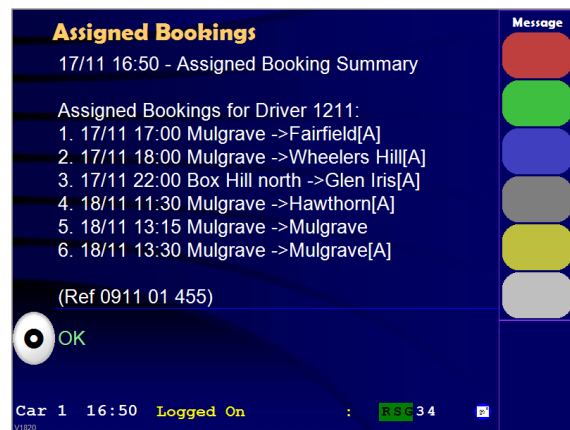 Assigned Bookings
Message
17/11 16:50 - Assigned Booking Summary
Assigned Bookings for Driver 1211:
1. 17/11 17:00 Mulgrave ->Fairfield[A]
2. 17/11 18:00 Mulgrave ->Wheelers Hill[A]
3. 17/11 22:00 Box Hill north ->Glen Iris[A]
4. 18/11 11:30 Mulgrave ->Hawthorn[A]
5. 18/11 13:15 Mulgrave ->Mulgrave
6. 18/11 13:30 Mulgrave ->Mulgrave[A]
(Ref 0911 01 455)
OK
Car 1 16:50 Logged On : RSG34
V1820